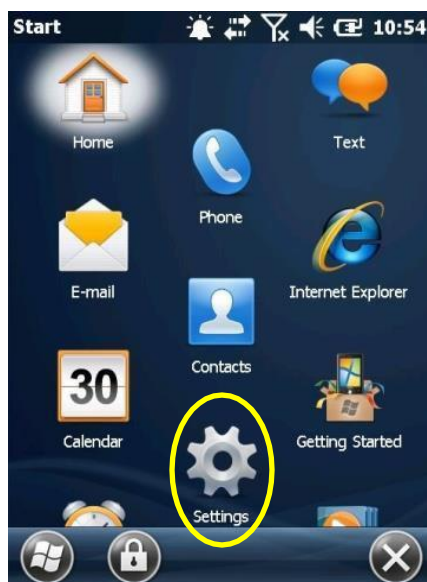 Start 10:54
Home
Text
Phone
E-mail
Internet Explorer
Contacts
30
Calendar
Getting Started
Settings